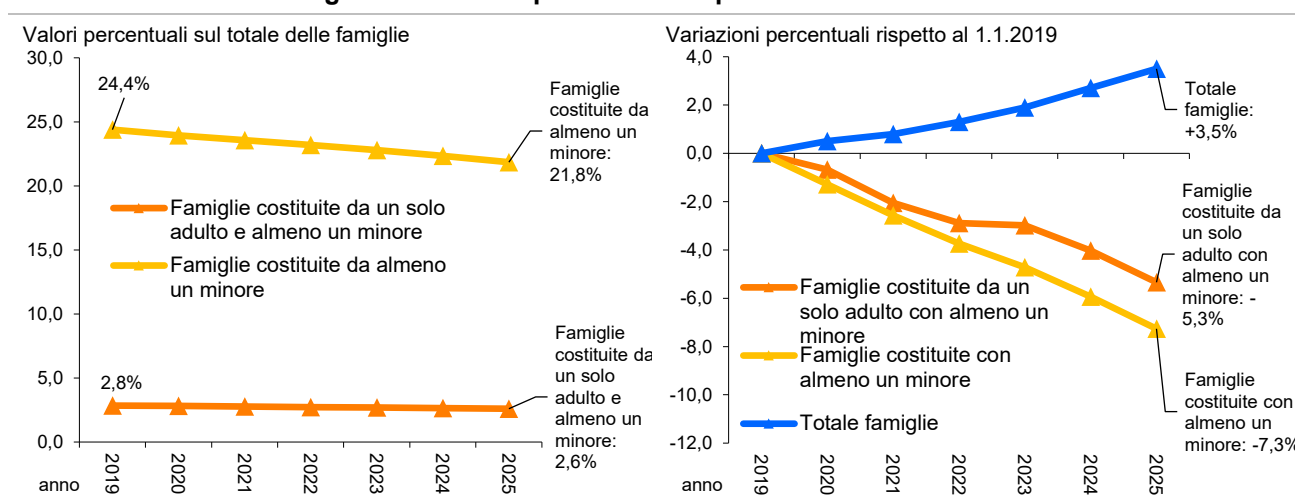 Valori percentuali sul totale delle famiglie
30,0
25,0
20,0
15,0
10,0
5,0
0,0
24,4%
2,8%
Famiglie costituite da un solo
adulto e almeno un minore
Famiglie costituite da almeno
un minore
Famiglie
costituite da
almeno un
minore:
21,8%
Famiglie
costituite da
un solo
adulto e
almeno un
minore:
2,6%
anno
2019
2020
2021
2022
2023
2024
2025
Variazioni percentuali rispetto al 1.1.2019
4,0
2,0
0,0
-2,0
-4,0
-6,0
-8,0
-10,0
-12,0
Totale
famiglie:
+3,5%
Famiglie
costituite da
un solo
adulto con
almeno un
minore: -
5,3%
Famiglie
costituite con
almeno un
minore: -7,3%
Famiglie costituite da un
solo adulto con almeno un
minore
Famiglie costituite con
almeno un minore
Totale famiglie
anno
2019
2020
2021
2022
2023
2024
2025